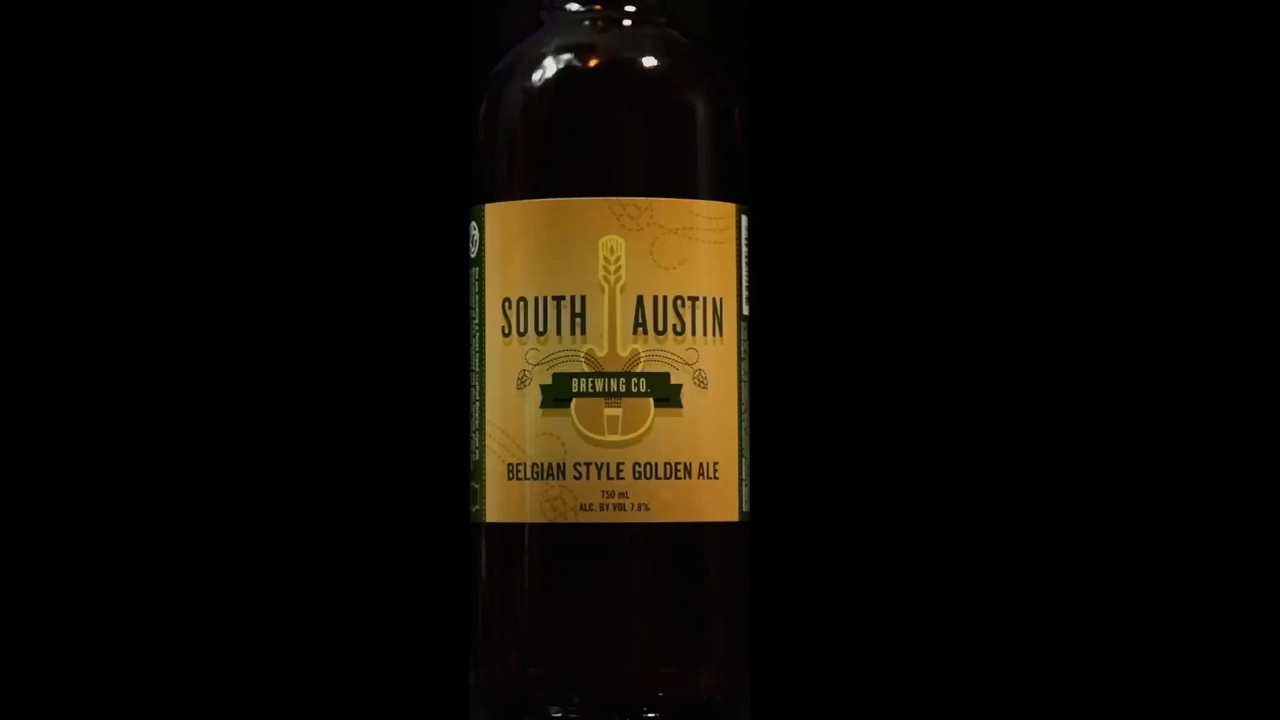 SOUTH AUSTIN
BREWING CO.
BELGIAN STYLE GOLDEN ALE
750 mL
ALC. BY VOL 7.8%